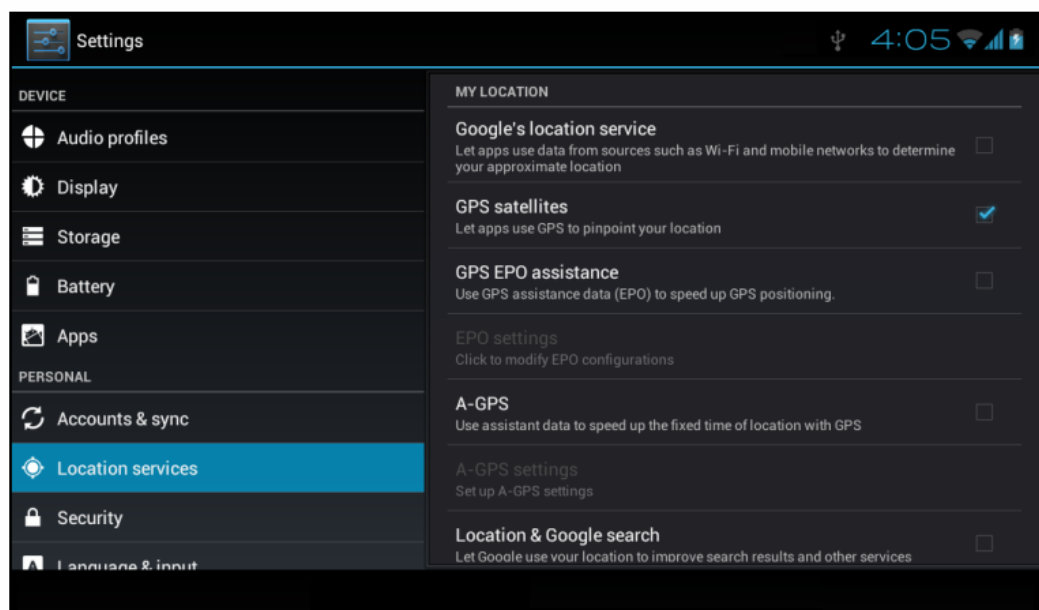 Settings
4:05
DEVICE
Audio profiles
Display
Storage
Battery
Apps
PERSONAL
Accounts & sync
Location services
Security
Language & input
MY LOCATION
Google's location service
Let apps use data from sources such as Wi-Fi and mobile networks to determine
your approximate location
GPS satellites
Let apps use GPS to pinpoint your location
GPS EPO assistance
Use GPS assistance data (EPO) to speed up GPS positioning.
EPO settings
Click to modify EPO configurations
A-GPS
Use assistant data to speed up the fixed time of location with GPS
A-GPS settings
Set up A-GPS settings
Location & Google search
Let Google use your location to improve search results and other services